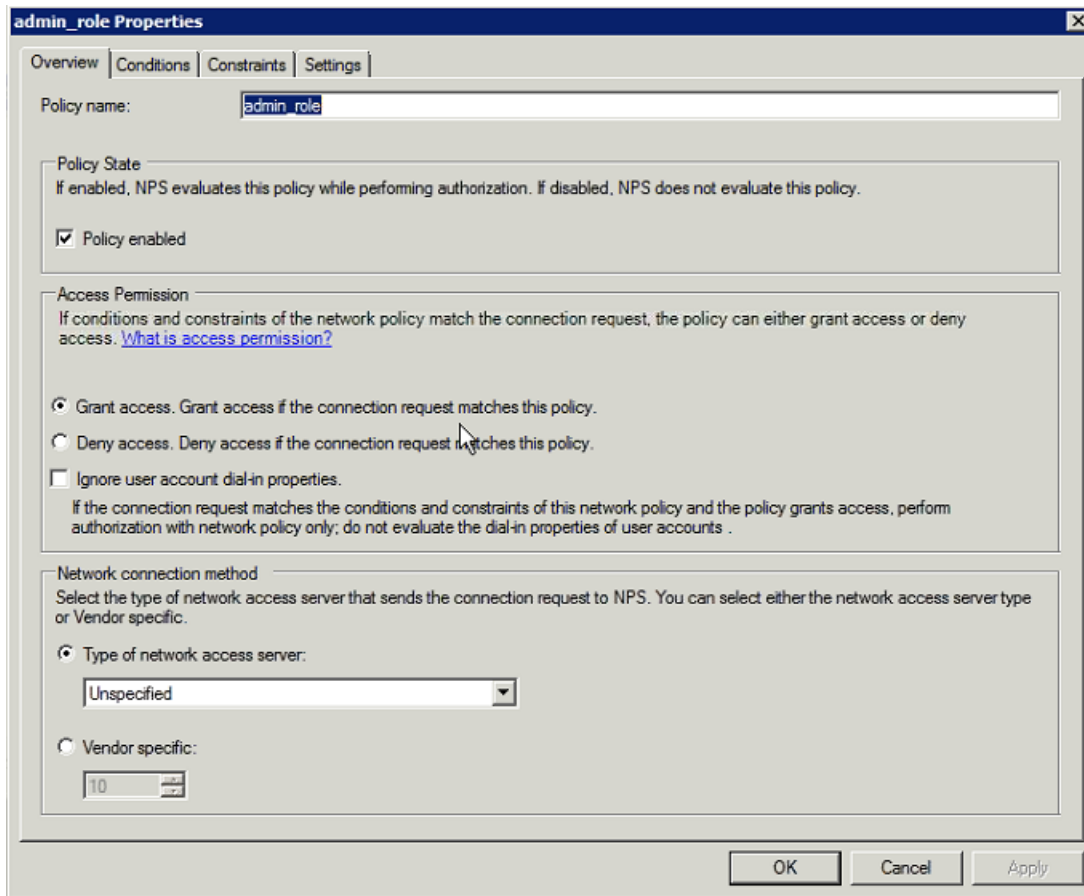 admin_role Properties
Overview Conditions Constraints Settings
Policy name: admin_role
Policy State
If enabled, NPS evaluates this policy while performing authorization. If disabled, NPS does not evaluate this policy.
Policy enabled
Access Permission
If conditions and constraints of the network policy match the connection request, the policy can either grant access or deny
access. What is access permission?
Grant access. Grant access if the connection request matches this policy.
Deny access. Deny access if the connection request matches this policy.
Ignore user account dial-in properties.
If the connection request matches the conditions and constraints of this network policy and the policy grants access, perform
authorization with network policy only; do not evaluate the dial-in properties of user accounts .
Network connection method
Select the type of network access server that sends the connection request to NPS. You can select either the network access server type
or Vendor specific.
Type of network access server:
Unspecified
Vendor specific:
10
OK Cancel Apply